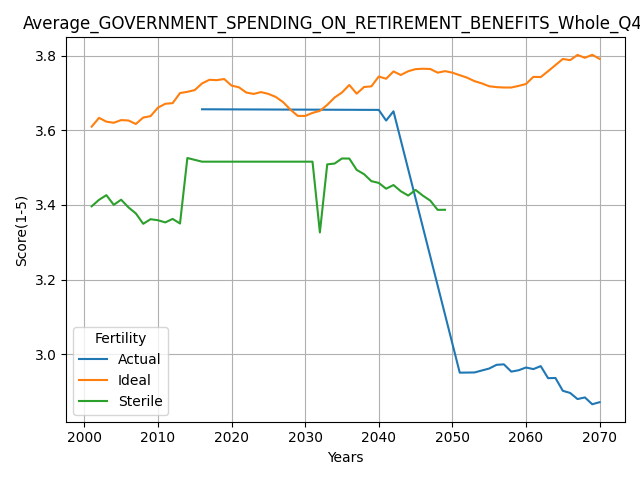 Average_GOVERNMENT_SPENDING_ON_RETIREMENT_BENEFITS_Whole_Q4
Score(1-5)
3.8
3.6
3.4
3.2
3.0
Fertility
Actual
Ideal
Sterile
2000 2010 2020 2030 2040 2050 2060 2070
Years